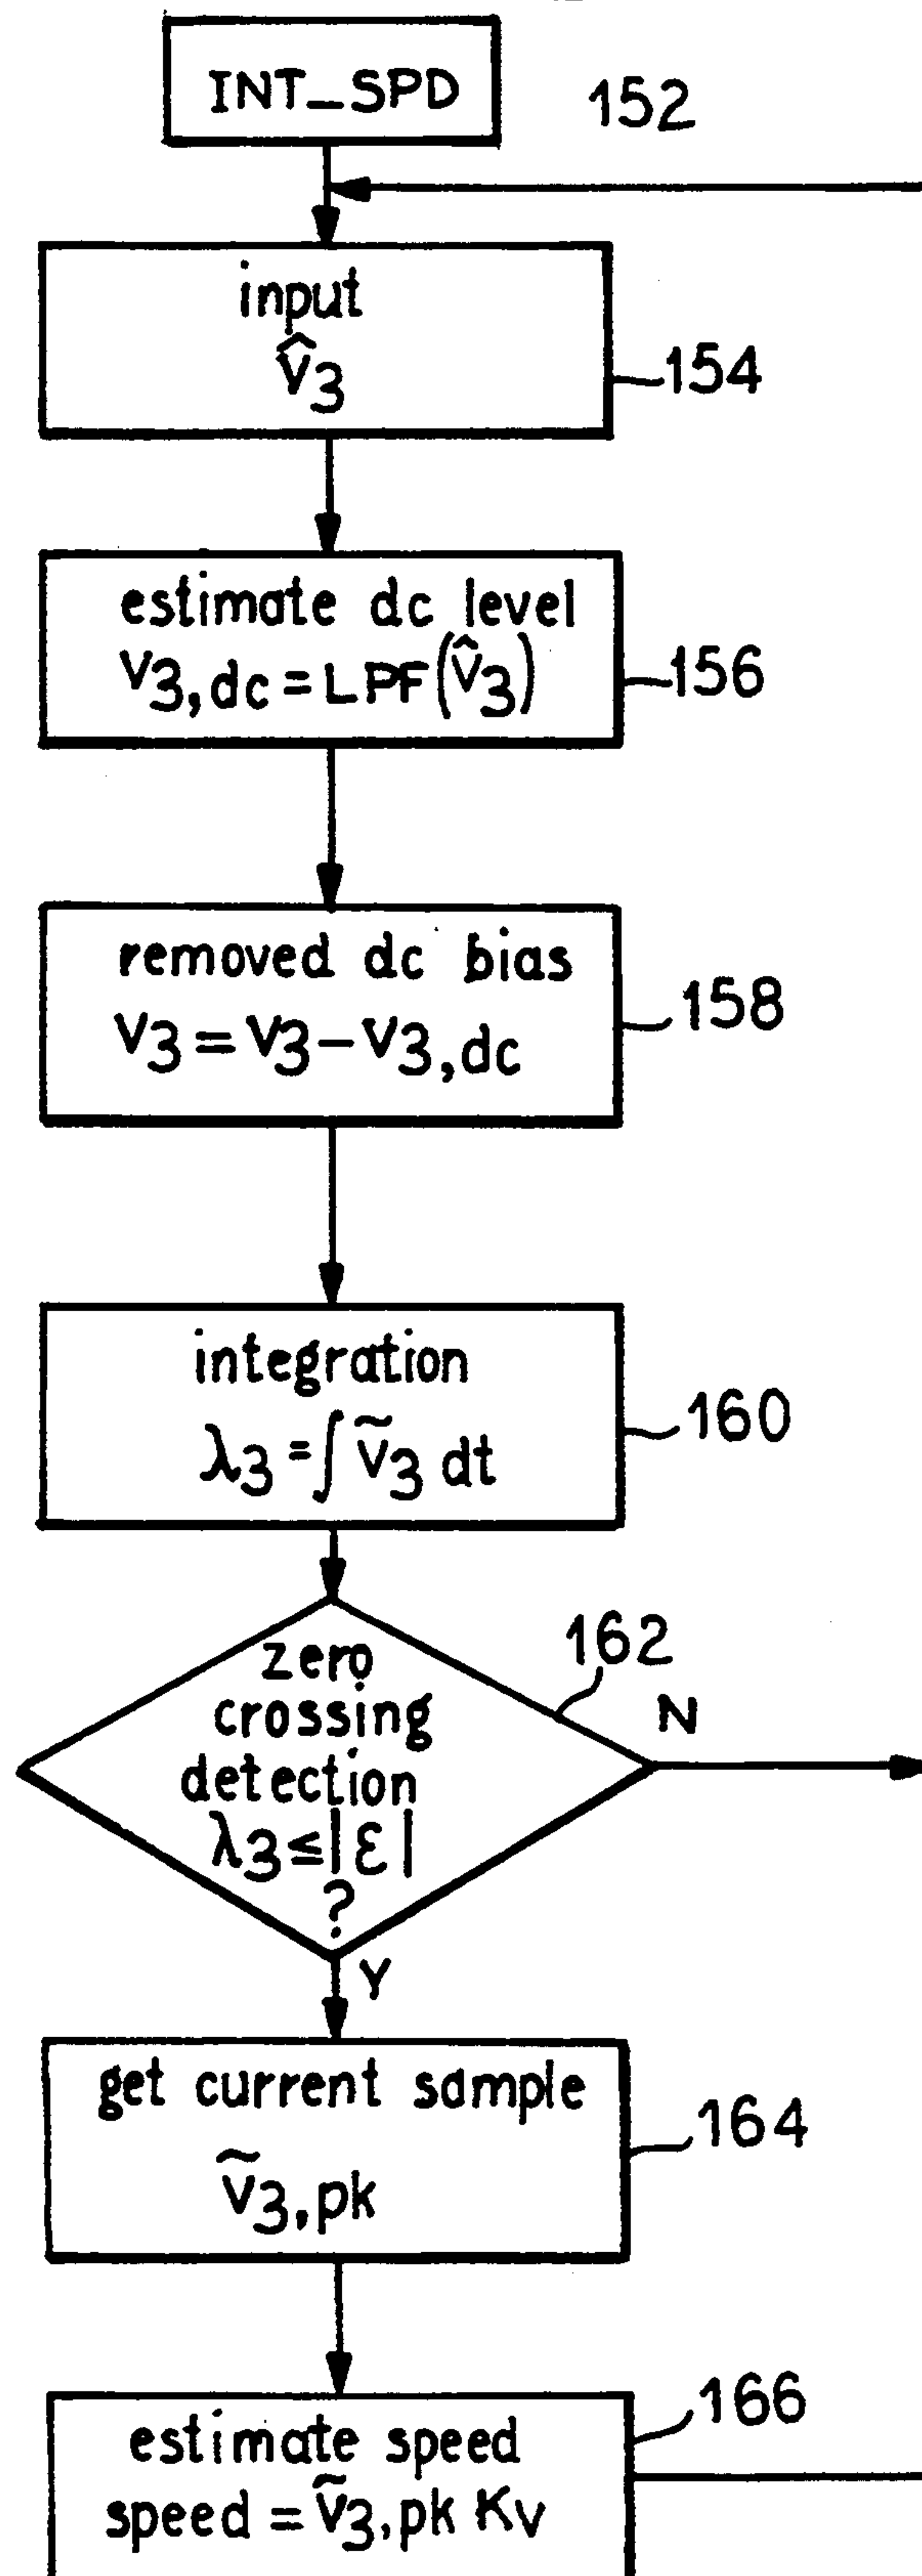 INT_SPD
152
input
v̂3
154
estimate dc level
v3,dc = LPF(v̂3)
156
removed dc bias
v3 = v3 – v3,dc
158
integration
λ3 = ∫ṽ3 dt
160
zero
crossing
detection
λ3 ≤ |ε|
?
162
N
Y
get current sample
ṽ3,pk
164
estimate speed
speed = ṽ3,pk Kv
166